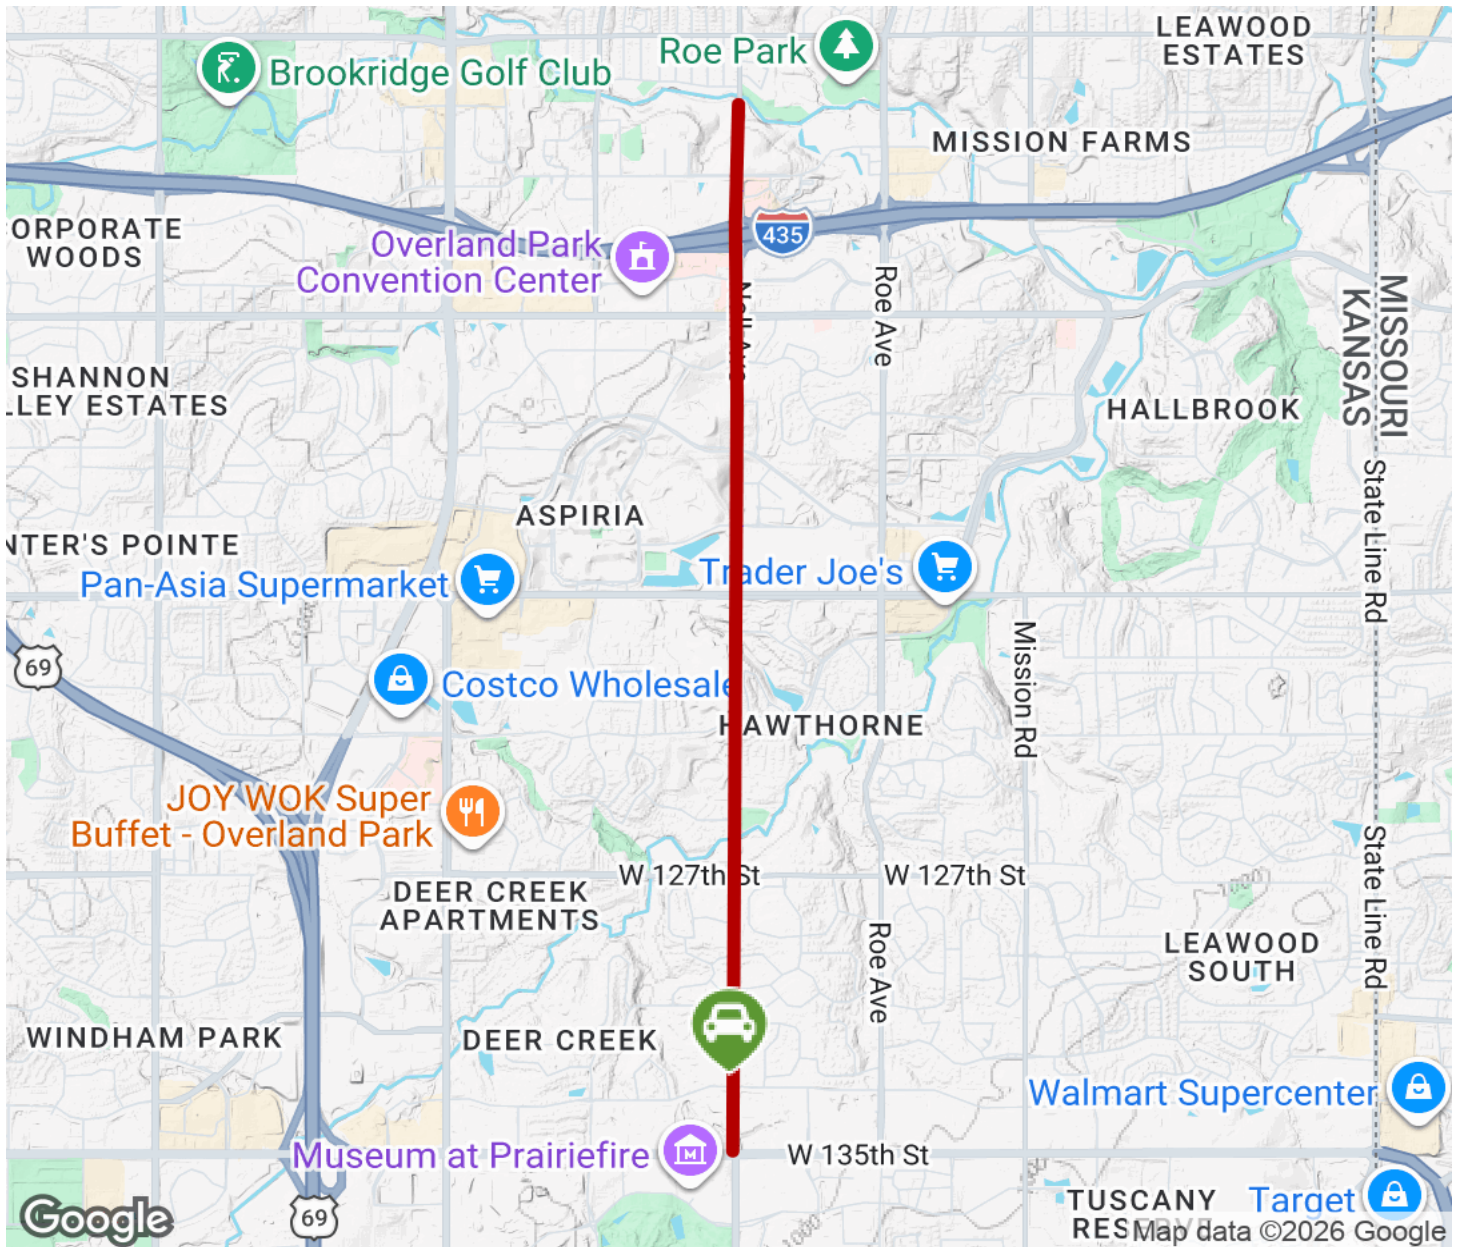 LEAWOOD
ESTATES
Roe Park
Brookridge Golf Club
MISSION FARMS
ORPORATE
WOODS
Overland Park
Convention Center
435
Roe Ave
MISSOURI
KANSAS
SHANNON
LLEY ESTATES
HALLBROOK
State Line Rd
ASPIRIA
NTER'S POINTE
Pan-Asia Supermarket
Trader Joe's
69
Costco Wholesale
Mission Rd
HAWTHORNE
JOY WOK Super
Buffet - Overland Park
W 127th St
W 127th St
State Line Rd
DEER CREEK
APARTMENTS
Roe Ave
LEAWOOD
SOUTH
WINDHAM PARK
DEER CREEK
Walmart Supercenter
Museum at Prairiefire
W 135th St
TUSCANY
Target
Google
69
1000
1000
Map data ©2026 Google